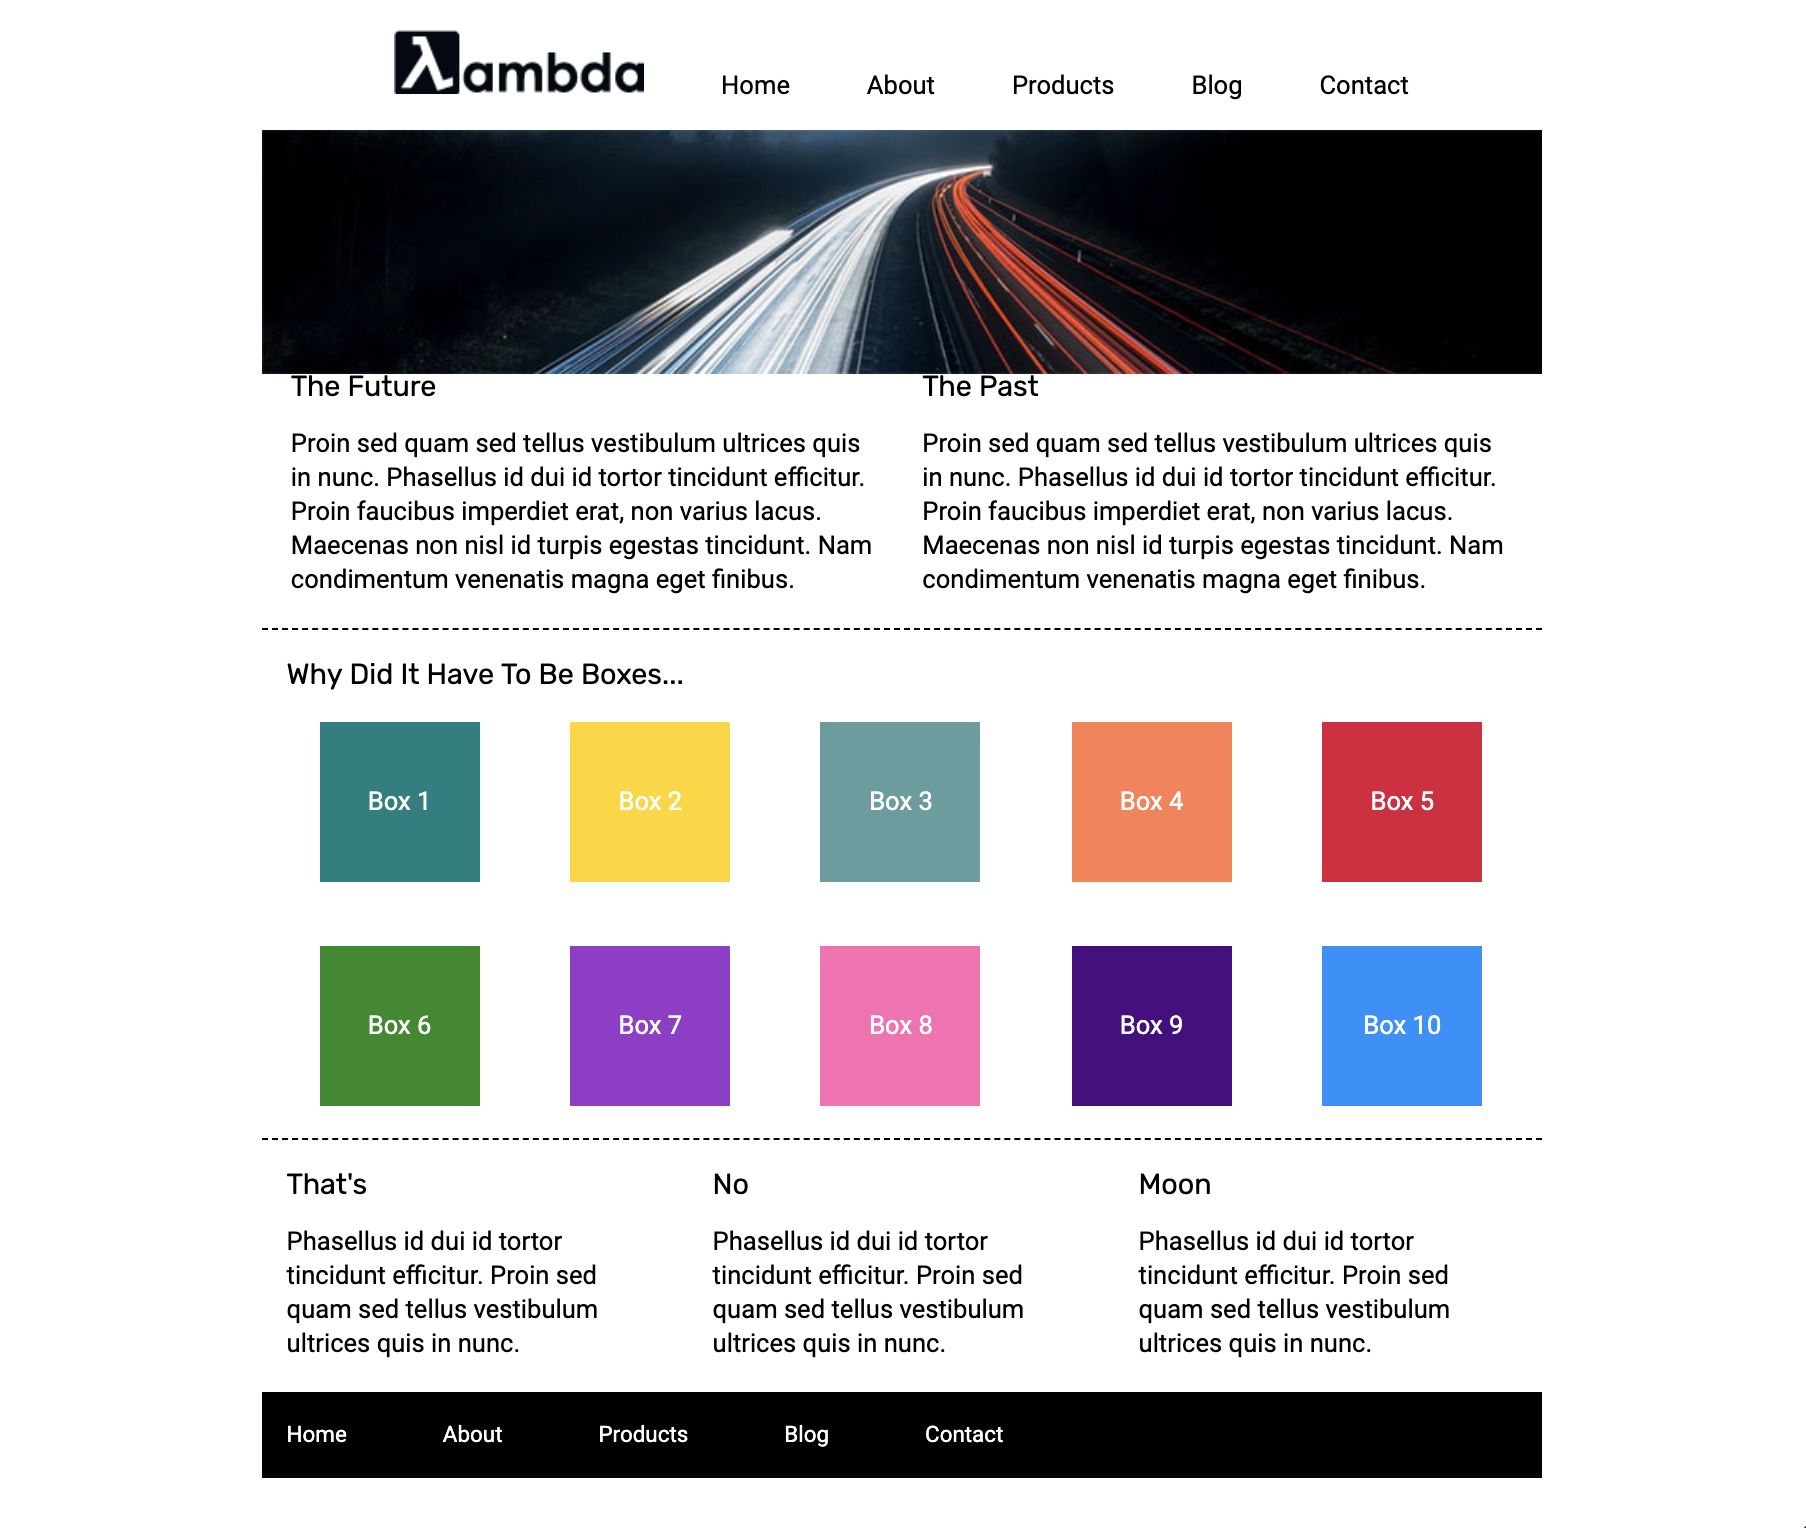 λambda
Home About Products Blog Contact
The Future
Proin sed quam sed tellus vestibulum ultrices quis
in nunc. Phasellus id dui id tortor tincidunt efficitur.
Proin faucibus imperdiet erat, non varius lacus.
Maecenas non nisl id turpis egestas tincidunt. Nam
condimentum venenatis magna eget finibus.
The Past
Proin sed quam sed tellus vestibulum ultrices quis
in nunc. Phasellus id dui id tortor tincidunt efficitur.
Proin faucibus imperdiet erat, non varius lacus.
Maecenas non nisl id turpis egestas tincidunt. Nam
condimentum venenatis magna eget finibus.
Why Did It Have To Be Boxes...
Box 1
Box 2
Box 3
Box 4
Box 5
Box 6
Box 7
Box 8
Box 9
Box 10
That's
Phasellus id dui id tortor
tincidunt efficitur. Proin sed
quam sed tellus vestibulum
ultrices quis in nunc.
No
Phasellus id dui id tortor
tincidunt efficitur. Proin sed
quam sed tellus vestibulum
ultrices quis in nunc.
Moon
Phasellus id dui id tortor
tincidunt efficitur. Proin sed
quam sed tellus vestibulum
ultrices quis in nunc.
Home About Products Blog Contact